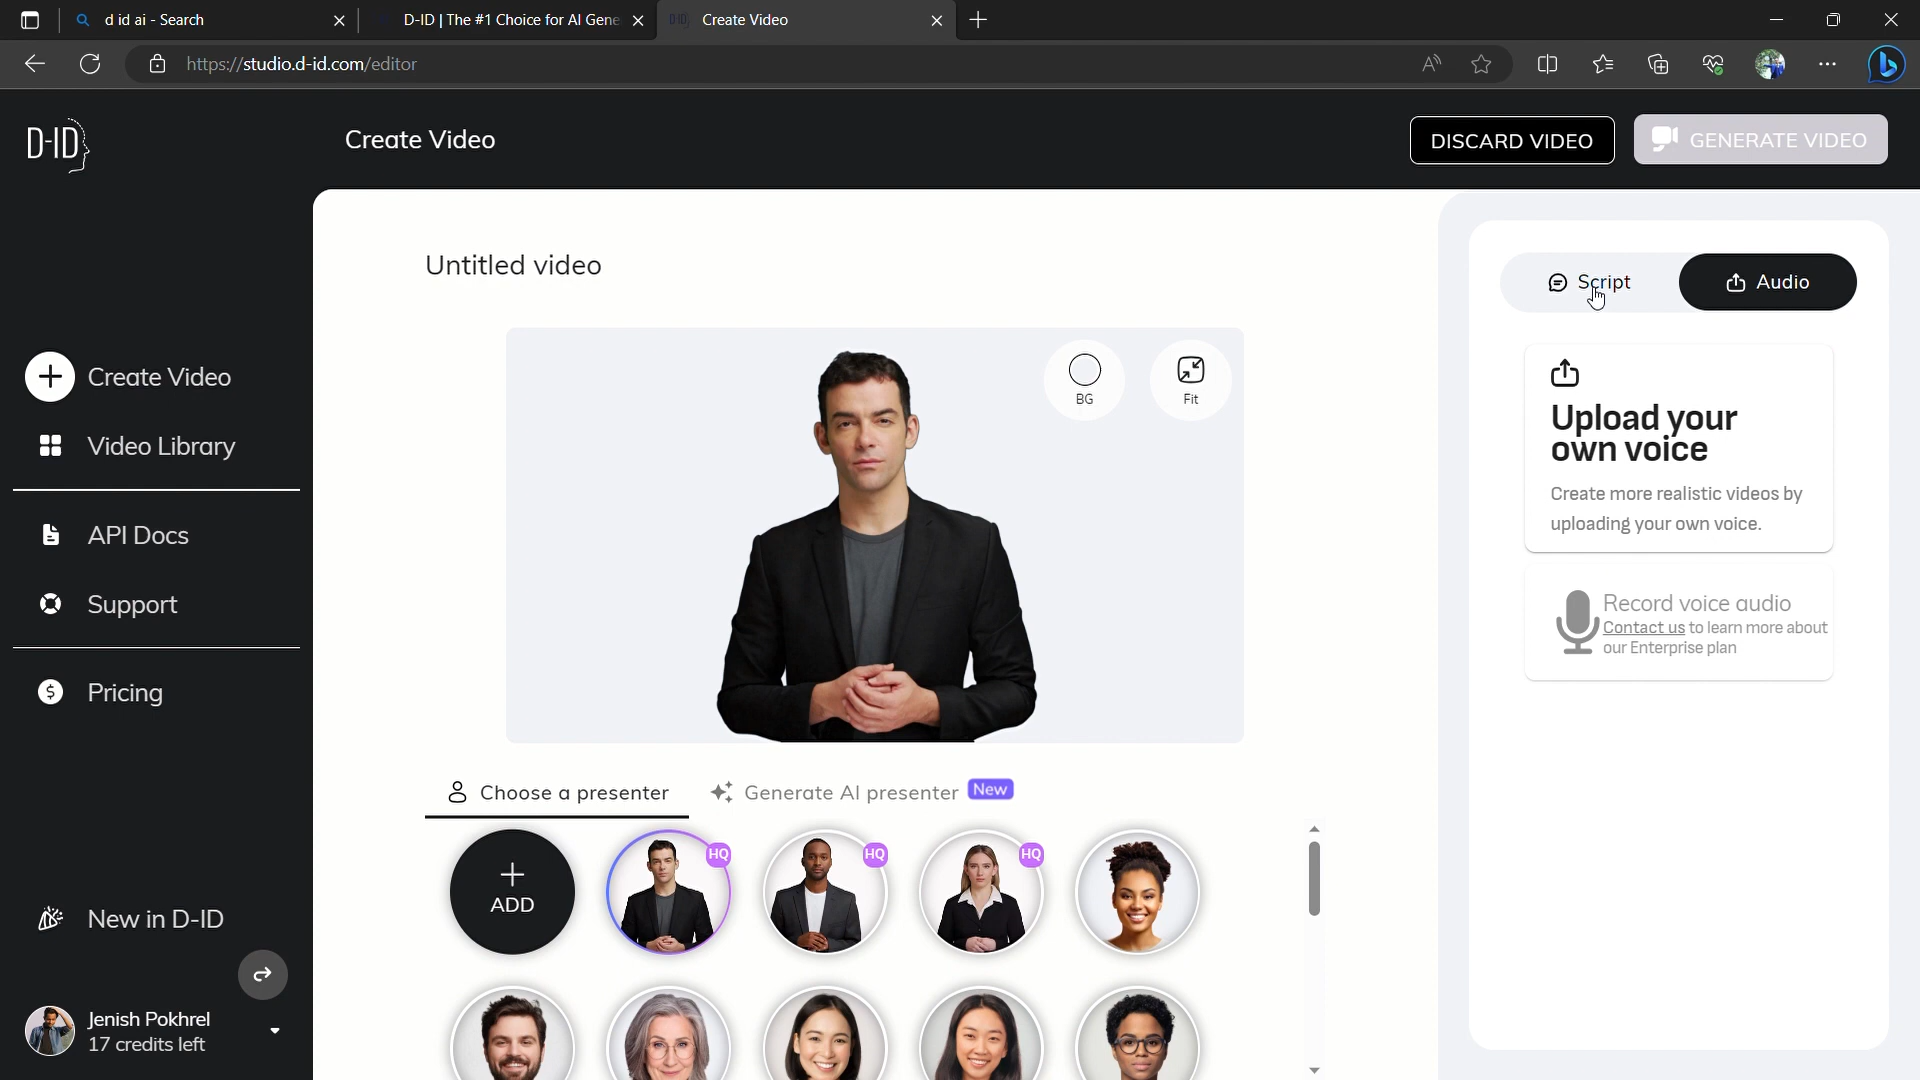 d id ai - Search
D-ID | The #1 Choice for AI Gene
Create Video
https://studio.d-id.com/editor
D-ID
Create Video
DISCARD VIDEO
GENERATE VIDEO
Untitled video
Script
Audio
BG
Fit
Create Video
Video Library
API Docs
Support
Pricing
Upload your
own voice
Create more realistic videos by
uploading your own voice.
Record voice audio
Contact us to learn more about
our Enterprise plan
Choose a presenter
Generate AI presenter New
ADD
HQ
HQ
HQ
New in D-ID
Jenish Pokhrel
17 credits left